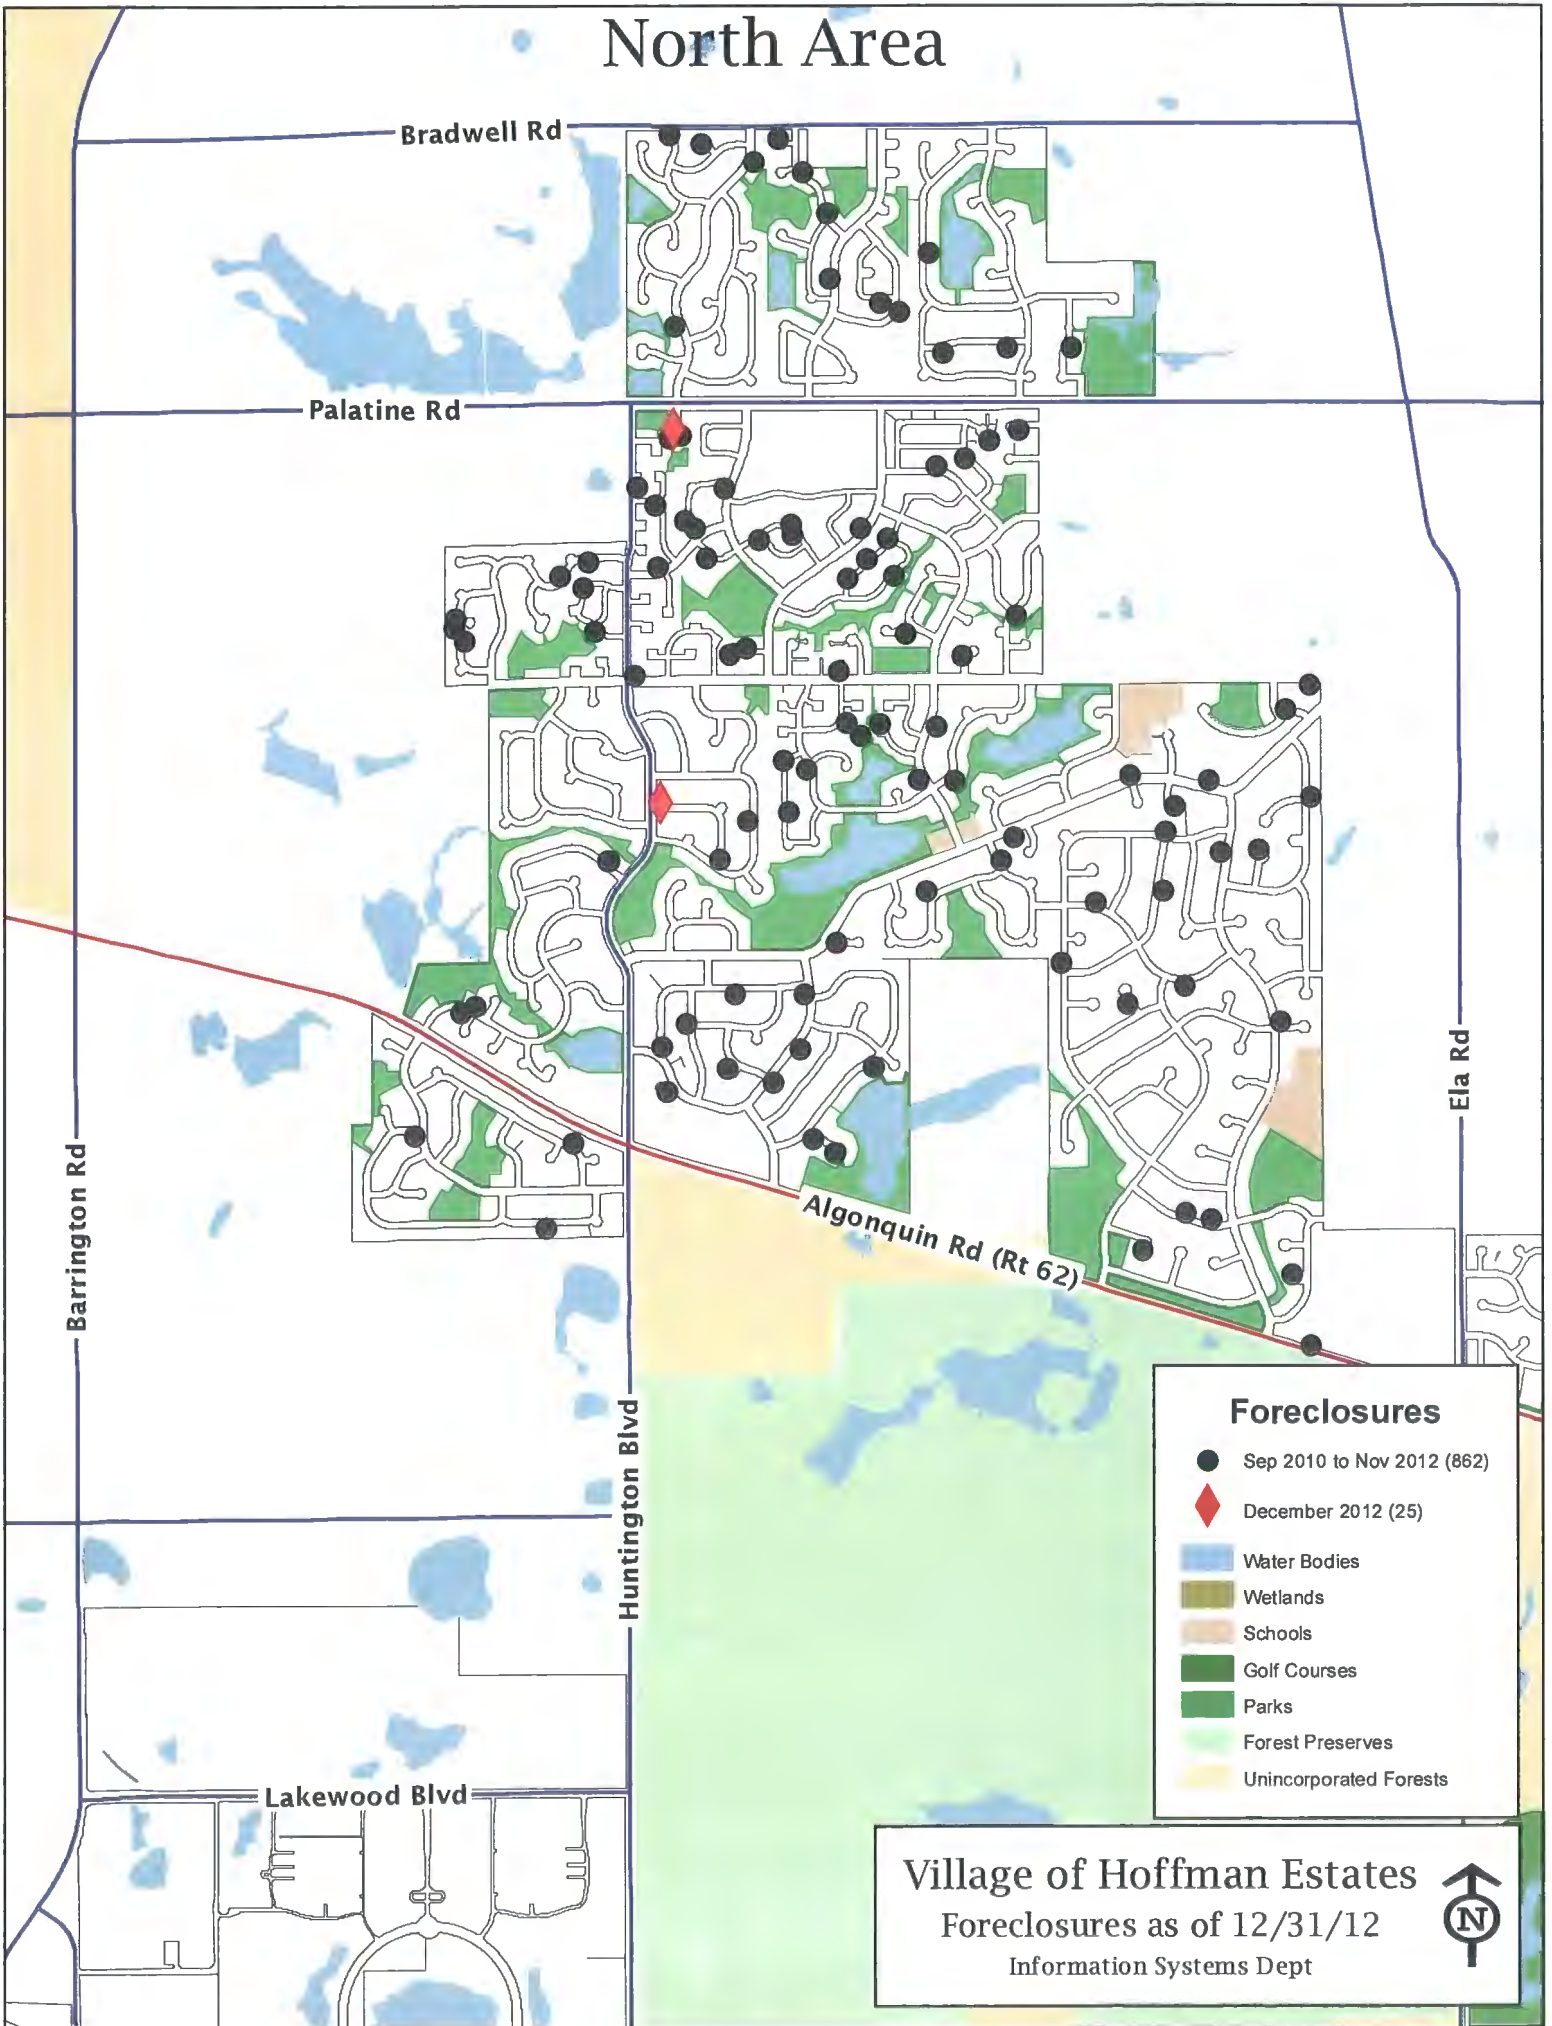 North Area
Bradwell Rd
Palatine Rd
Ela Rd
Barrington Rd
Algonquin Rd (Rt 62)
Huntington Blvd
Lakewood Blvd
Foreclosures
Sep 2010 to Nov 2012 (862)
December 2012 (25)
Water Bodies
Wetlands
Schools
Golf Courses
Parks
Forest Preserves
Unincorporated Forests
Village of Hoffman Estates
Foreclosures as of 12/31/12
Information Systems Dept
N